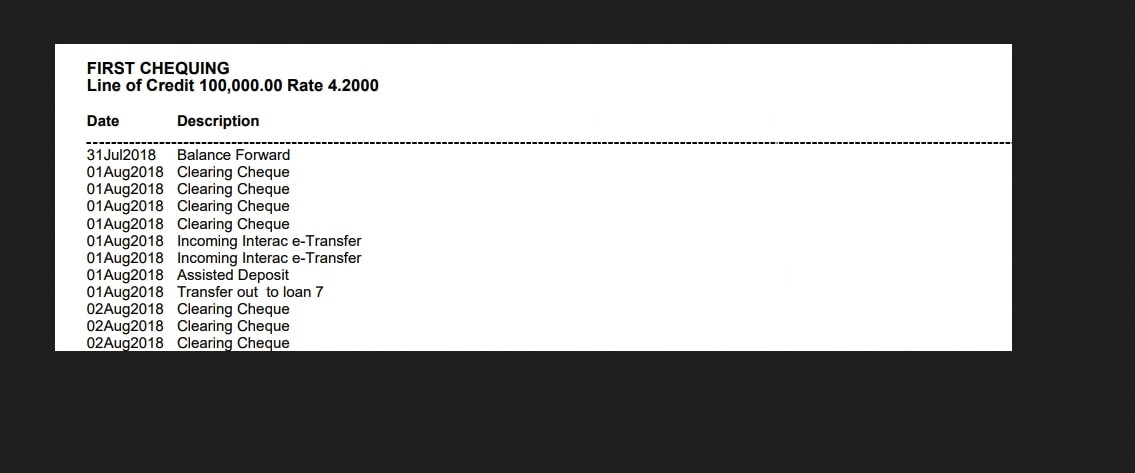 FIRST CHEQUING
Line of Credit 100,000.00 Rate 4.2000
Date Description
31Jul2018 Balance Forward
01Aug2018 Clearing Cheque
01Aug2018 Clearing Cheque
01Aug2018 Clearing Cheque
01Aug2018 Clearing Cheque
01Aug2018 Incoming Interac e-Transfer
01Aug2018 Incoming Interac e-Transfer
01Aug2018 Assisted Deposit
01Aug2018 Transfer out to loan 7
02Aug2018 Clearing Cheque
02Aug2018 Clearing Cheque
02Aug2018 Clearing Cheque